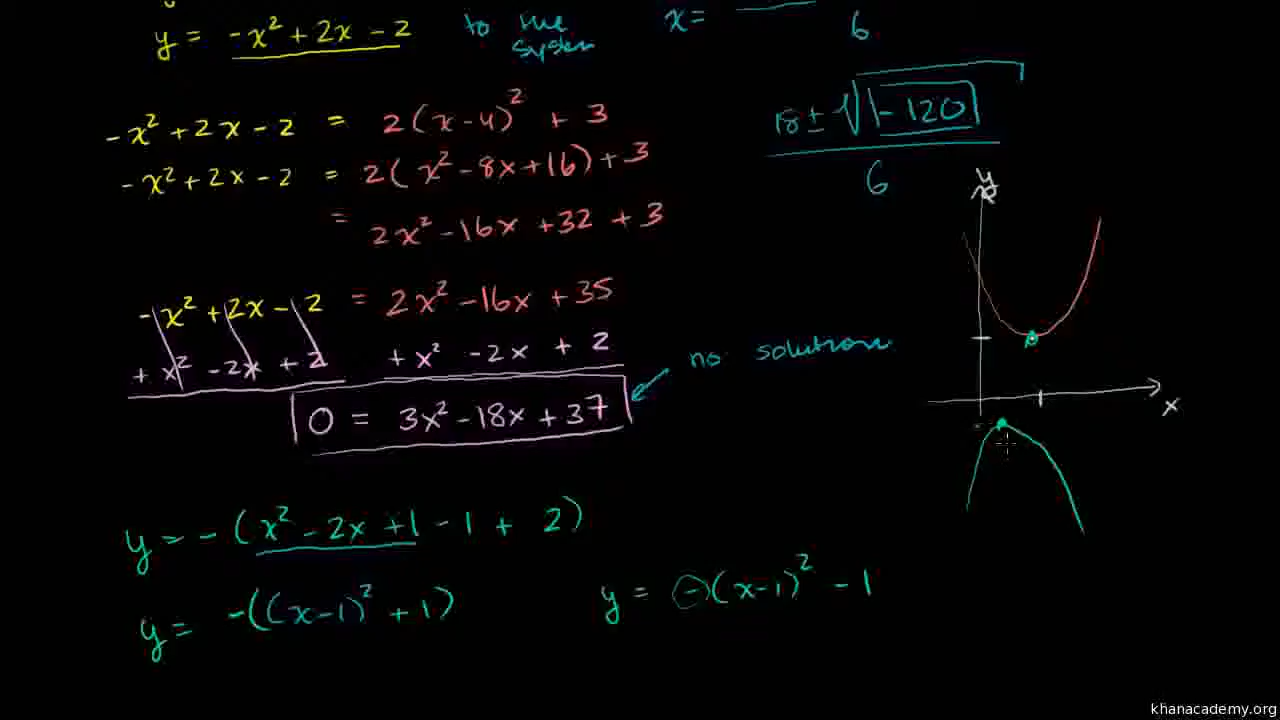 y = -x² + 2x - 2
to the
system
x =
6
-x² + 2x - 2 = 2(x-4)² + 3
-x² + 2x - 2 = 2(x² - 8x + 16) + 3
= 2x² - 16x + 32 + 3
18 ± √-120
6
-x² + 2x - 2 = 2x² - 16x + 35
+ x² - 2x + 2 + x² - 2x + 2
no solution
0 = 3x² - 18x + 37
y
x
y = -(x² - 2x + 1 - 1 + 2)
y = -((x-1)² + 1)
y = -(x-1)² - 1
khanacademy.org